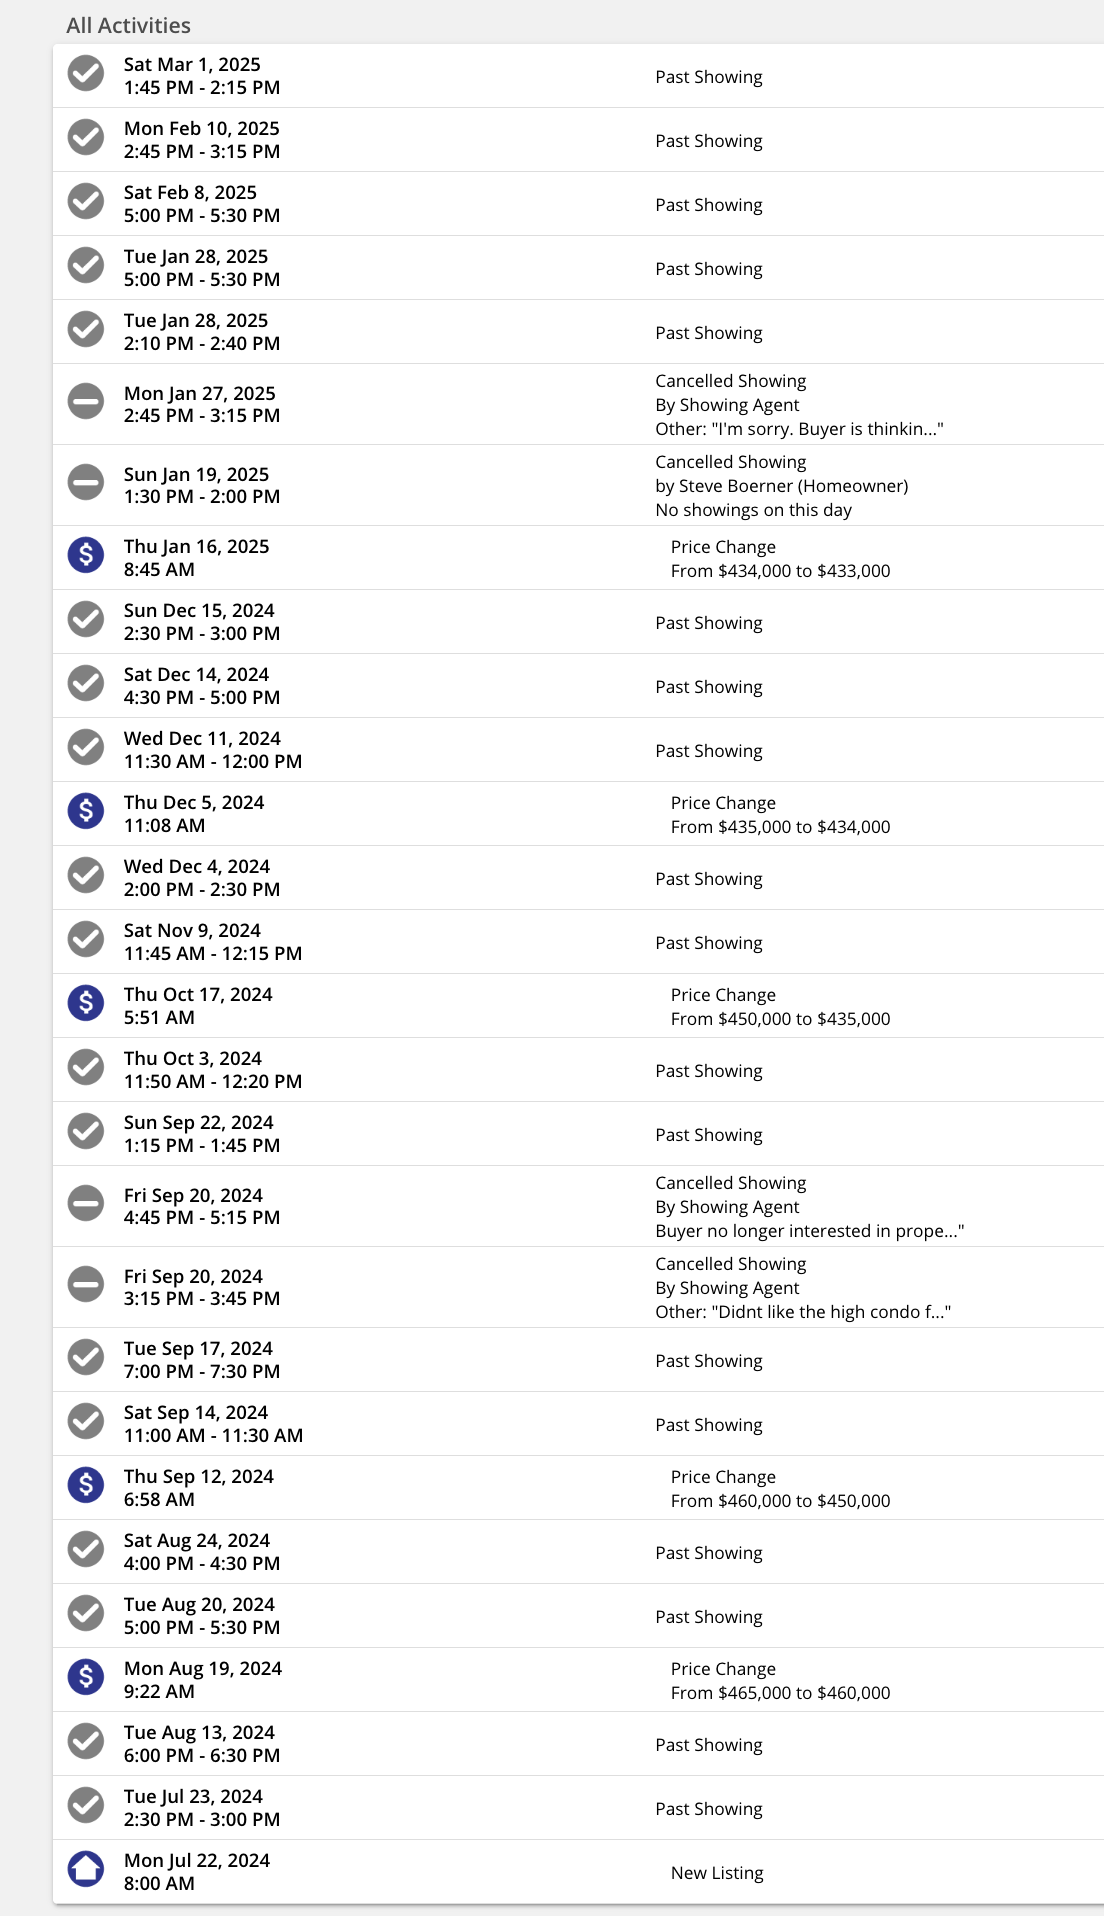 All Activities
Sat Mar 1, 2025
1:45 PM - 2:15 PM
Past Showing
Mon Feb 10, 2025
2:45 PM - 3:15 PM
Past Showing
Sat Feb 8, 2025
5:00 PM - 5:30 PM
Past Showing
Tue Jan 28, 2025
5:00 PM - 5:30 PM
Past Showing
Tue Jan 28, 2025
2:10 PM - 2:40 PM
Past Showing
Mon Jan 27, 2025
2:45 PM - 3:15 PM
Cancelled Showing
By Showing Agent
Other: "I'm sorry. Buyer is thinkin..."
Sun Jan 19, 2025
1:30 PM - 2:00 PM
Cancelled Showing
by Steve Boerner (Homeowner)
No showings on this day
Thu Jan 16, 2025
8:45 AM
Price Change
From $434,000 to $433,000
Sun Dec 15, 2024
2:30 PM - 3:00 PM
Past Showing
Sat Dec 14, 2024
4:30 PM - 5:00 PM
Past Showing
Wed Dec 11, 2024
11:30 AM - 12:00 PM
Past Showing
Thu Dec 5, 2024
11:08 AM
Price Change
From $435,000 to $434,000
Wed Dec 4, 2024
2:00 PM - 2:30 PM
Past Showing
Sat Nov 9, 2024
11:45 AM - 12:15 PM
Past Showing
Thu Oct 17, 2024
5:51 AM
Price Change
From $450,000 to $435,000
Thu Oct 3, 2024
11:50 AM - 12:20 PM
Past Showing
Sun Sep 22, 2024
1:15 PM - 1:45 PM
Past Showing
Fri Sep 20, 2024
4:45 PM - 5:15 PM
Cancelled Showing
By Showing Agent
Buyer no longer interested in prope..."
Fri Sep 20, 2024
3:15 PM - 3:45 PM
Cancelled Showing
By Showing Agent
Other: "Didnt like the high condo f..."
Tue Sep 17, 2024
7:00 PM - 7:30 PM
Past Showing
Sat Sep 14, 2024
11:00 AM - 11:30 AM
Past Showing
Thu Sep 12, 2024
6:58 AM
Price Change
From $460,000 to $450,000
Sat Aug 24, 2024
4:00 PM - 4:30 PM
Past Showing
Tue Aug 20, 2024
5:00 PM - 5:30 PM
Past Showing
Mon Aug 19, 2024
9:22 AM
Price Change
From $465,000 to $460,000
Tue Aug 13, 2024
6:00 PM - 6:30 PM
Past Showing
Tue Jul 23, 2024
2:30 PM - 3:00 PM
Past Showing
Mon Jul 22, 2024
8:00 AM
New Listing